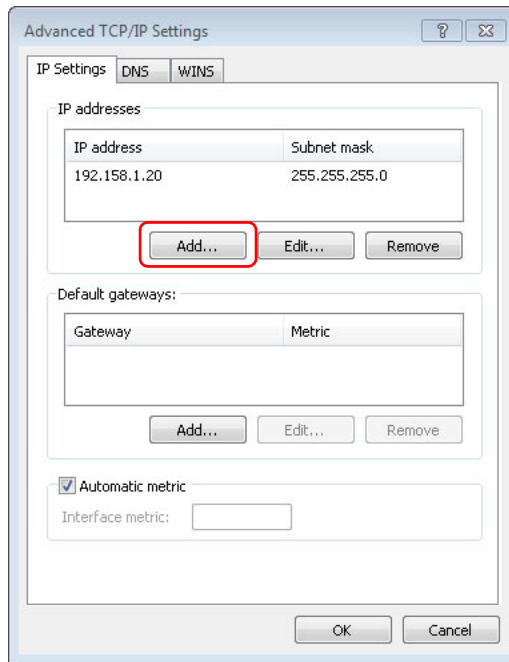 Advanced TCP/IP Settings
IP Settings DNS WINS
IP addresses
IP address Subnet mask
192.158.1.20 255.255.255.0
Add... Edit... Remove
Default gateways:
Gateway Metric
Add... Edit... Remove
Automatic metric
Interface metric:
OK Cancel